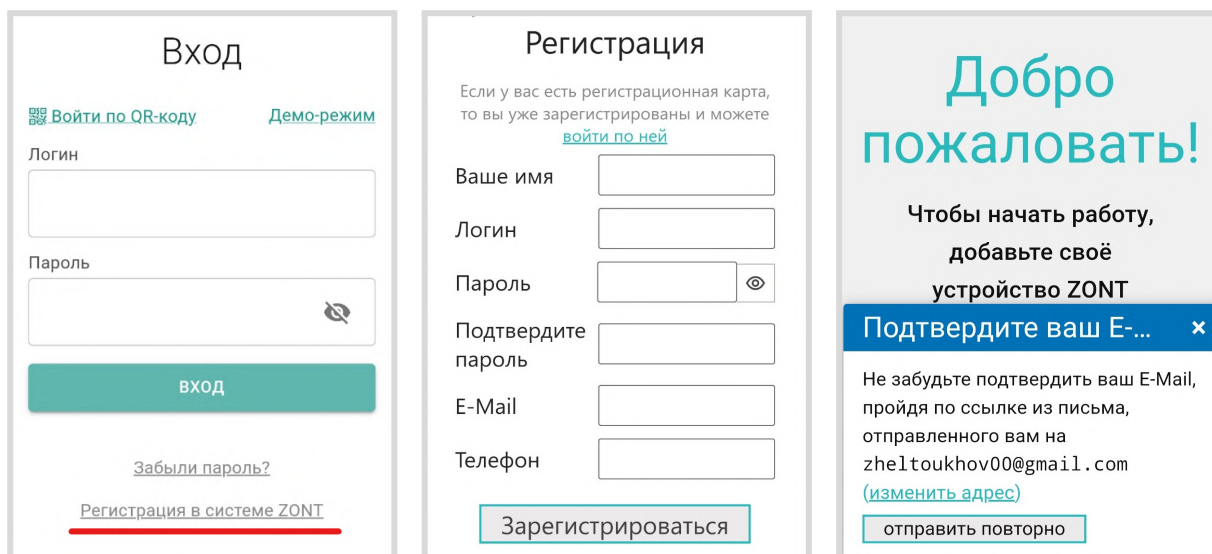 Вход
Войти по QR-коду
Демо-режим
Логин
Пароль
ВХОД
Забыли пароль?
Регистрация в системе ZONT
Регистрация
Если у вас есть регистрационная карта,
то вы уже зарегистрированы и можете
войти по ней
Ваше имя
Логин
Пароль
Подтвердите
пароль
E-Mail
Телефон
Зарегистрироваться
Добро
пожаловать!
Чтобы начать работу,
добавьте своё
устройство ZONT
Подтвердите ваш E-... ×
Не забудьте подтвердить ваш E-Mail,
пройдя по ссылке из письма,
отправленного вам на
zheltoukhov00@gmail.com
(изменить адрес)
отправить повторно